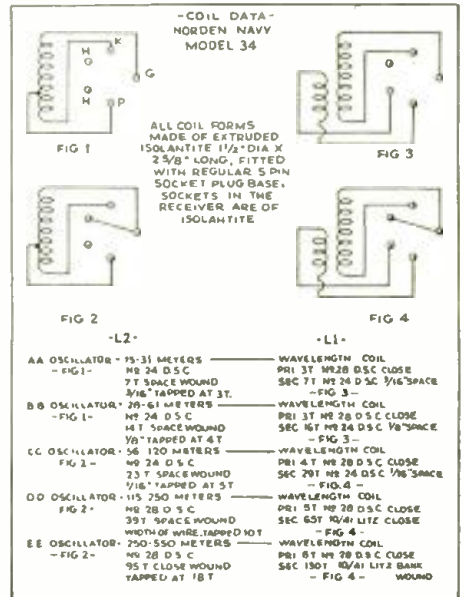 -COIL DATA-
NORDEN NAVY
MODEL 34
K
H
G
H
P
FIG 1
FIG 3
ALL COIL FORMS
MADE OF EXTRUDED
ISOLANTITE 1 1/2" DIA X
2 5/8" LONG, FITTED
WITH REGULAR 5 PIN
SOCKET PLUG BASE.
SOCKETS IN THE
RECEIVER ARE OF
ISOLANTITE
FIG 2
FIG 4
-L2-
-L1-
AA OSCILLATOR - 15-31 METERS
WAVELENGTH COIL
- FIG 1 -
Nº 24 D.S.C
PRI 3T Nº 28 D.S.C CLOSE
7 T SPACE WOUND
SEC 7T Nº 24 D.S.C 3/16" SPACE
3/16" TAPPED AT 3T.
- FIG 3 -
BB OSCILLATOR - 28-61 METERS
WAVELENGTH COIL
- FIG 1 -
Nº 24 D.S.C
PRI 3T Nº 28 D.S.C CLOSE
14 T SPACE WOUND
SEC 16T Nº 24 D.S.C 1/8" SPACE
1/8" TAPPED AT 4T
- FIG 3 -
CC OSCILLATOR - 56 120 METERS
WAVELENGTH COIL
FIG 2 -
Nº 24 D.S.C
PRI 4T Nº 28 D.S.C CLOSE
23 T SPACEWOUND
SEC 29T Nº 24 D.S.C 1/16" SPACE
1/16" TAPPED AT 5T
- FIG. 4 -
DD OSCILLATOR - 115 250 METERS
WAVELENGTH COIL
FIG 2 -
Nº 28 D.S.C
PRI 5T Nº 28 D.S.C CLOSE
39T SPACEWOUND
SEC 65T 10/41 LITZ CLOSE
WIDTH OF WIRE, TAPPED 10 T
- FIG 4 -
EE OSCILLATOR - 250-550 METERS
WAVELENGTH COIL
- FIG 2 -
Nº 28 D.S.C
PRI 6T Nº 28 D.S.C CLOSE
95 T CLOSE WOUND
SEC 130T 10/41 LITZ BANK
TAPPED AT 18 T
- FIG 4 - WOUND